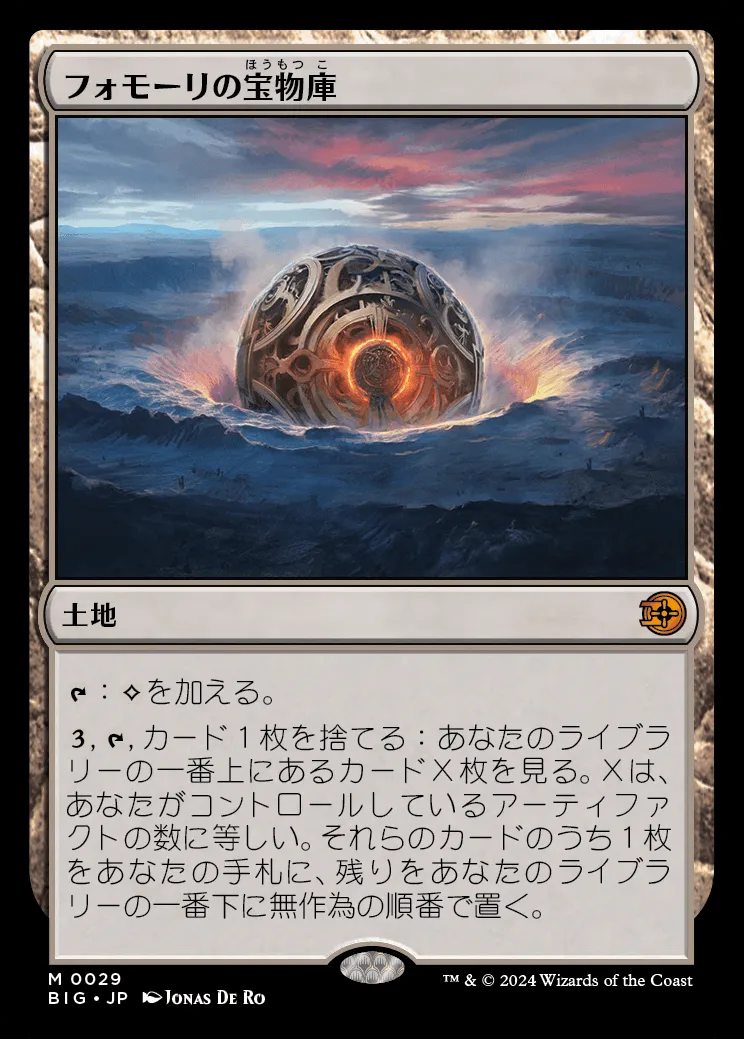 ほうもつこ
フォモーリの宝物庫
土地
:を加える。
3, , カード1枚を捨てる:あなたのライブラ
リーの一番上にあるカードX枚を見る。Xは、
あなたがコントロールしているアーティファ
クトの数に等しい。それらのカードのうち1枚
をあなたの手札に、残りをあなたのライブラ
リーの一番下に無作為の順番で置く。
M 0029
BIG • JP Jonas De Ro
™ & © 2024 Wizards of the Coast